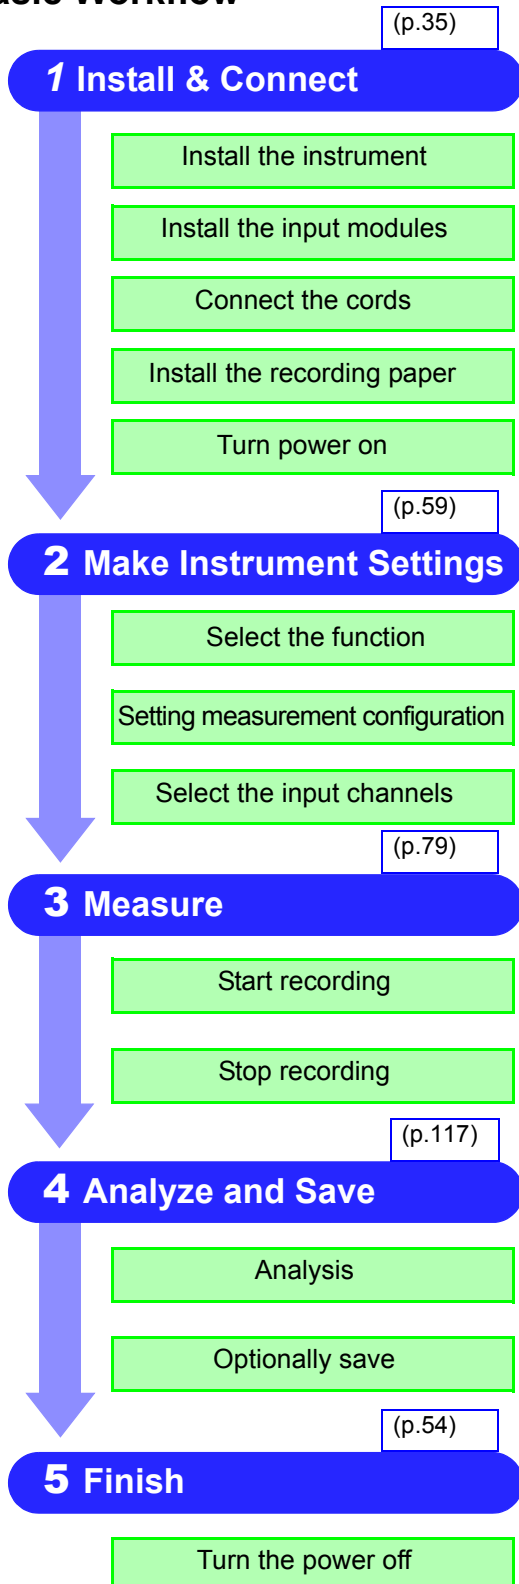 (p.35)
1 Install & Connect
Install the instrument
Install the input modules
Connect the cords
Install the recording paper
Turn power on
(p.59)
2 Make Instrument Settings
Select the function
Setting measurement configuration
Select the input channels
(p.79)
3 Measure
Start recording
Stop recording
(p.117)
4 Analyze and Save
Analysis
Optionally save
(p.54)
5 Finish
Turn the power off